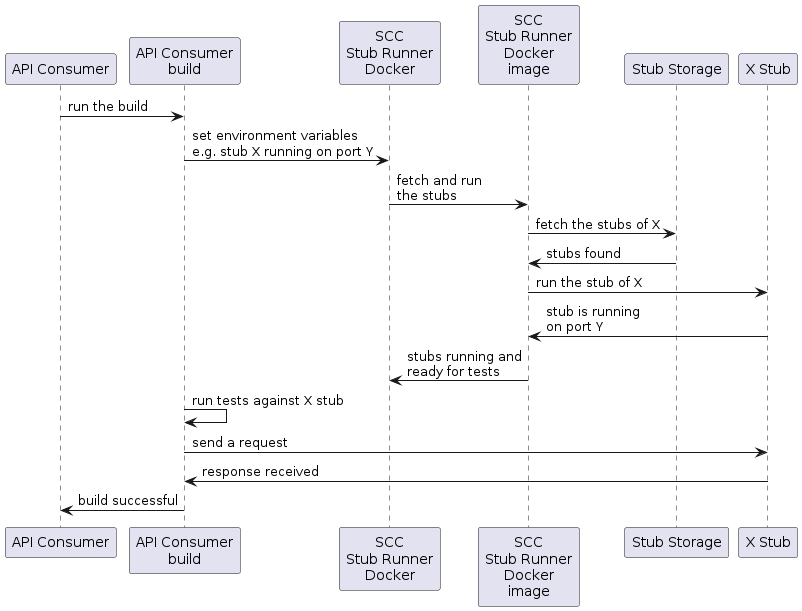 API Consumer
API Consumer
build
SCC
Stub Runner
Docker
SCC
Stub Runner
Docker
image
Stub Storage
X Stub
run the build
set environment variables
e.g. stub X running on port Y
fetch and run
the stubs
fetch the stubs of X
stubs found
run the stub of X
stub is running
on port Y
stubs running and
ready for tests
run tests against X stub
send a request
response received
build successful
API Consumer
API Consumer
build
SCC
Stub Runner
Docker
SCC
Stub Runner
Docker
image
Stub Storage
X Stub